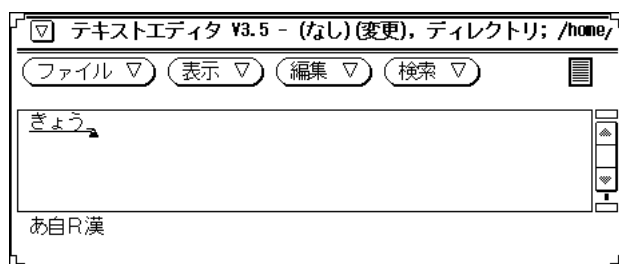 テキストエディタ V3.5 - (なし)(変更), ディレクトリ; /home/
ファイル ▽ 表示 ▽ 編集 ▽ 検索 ▽
ぎょう
あ自R漢